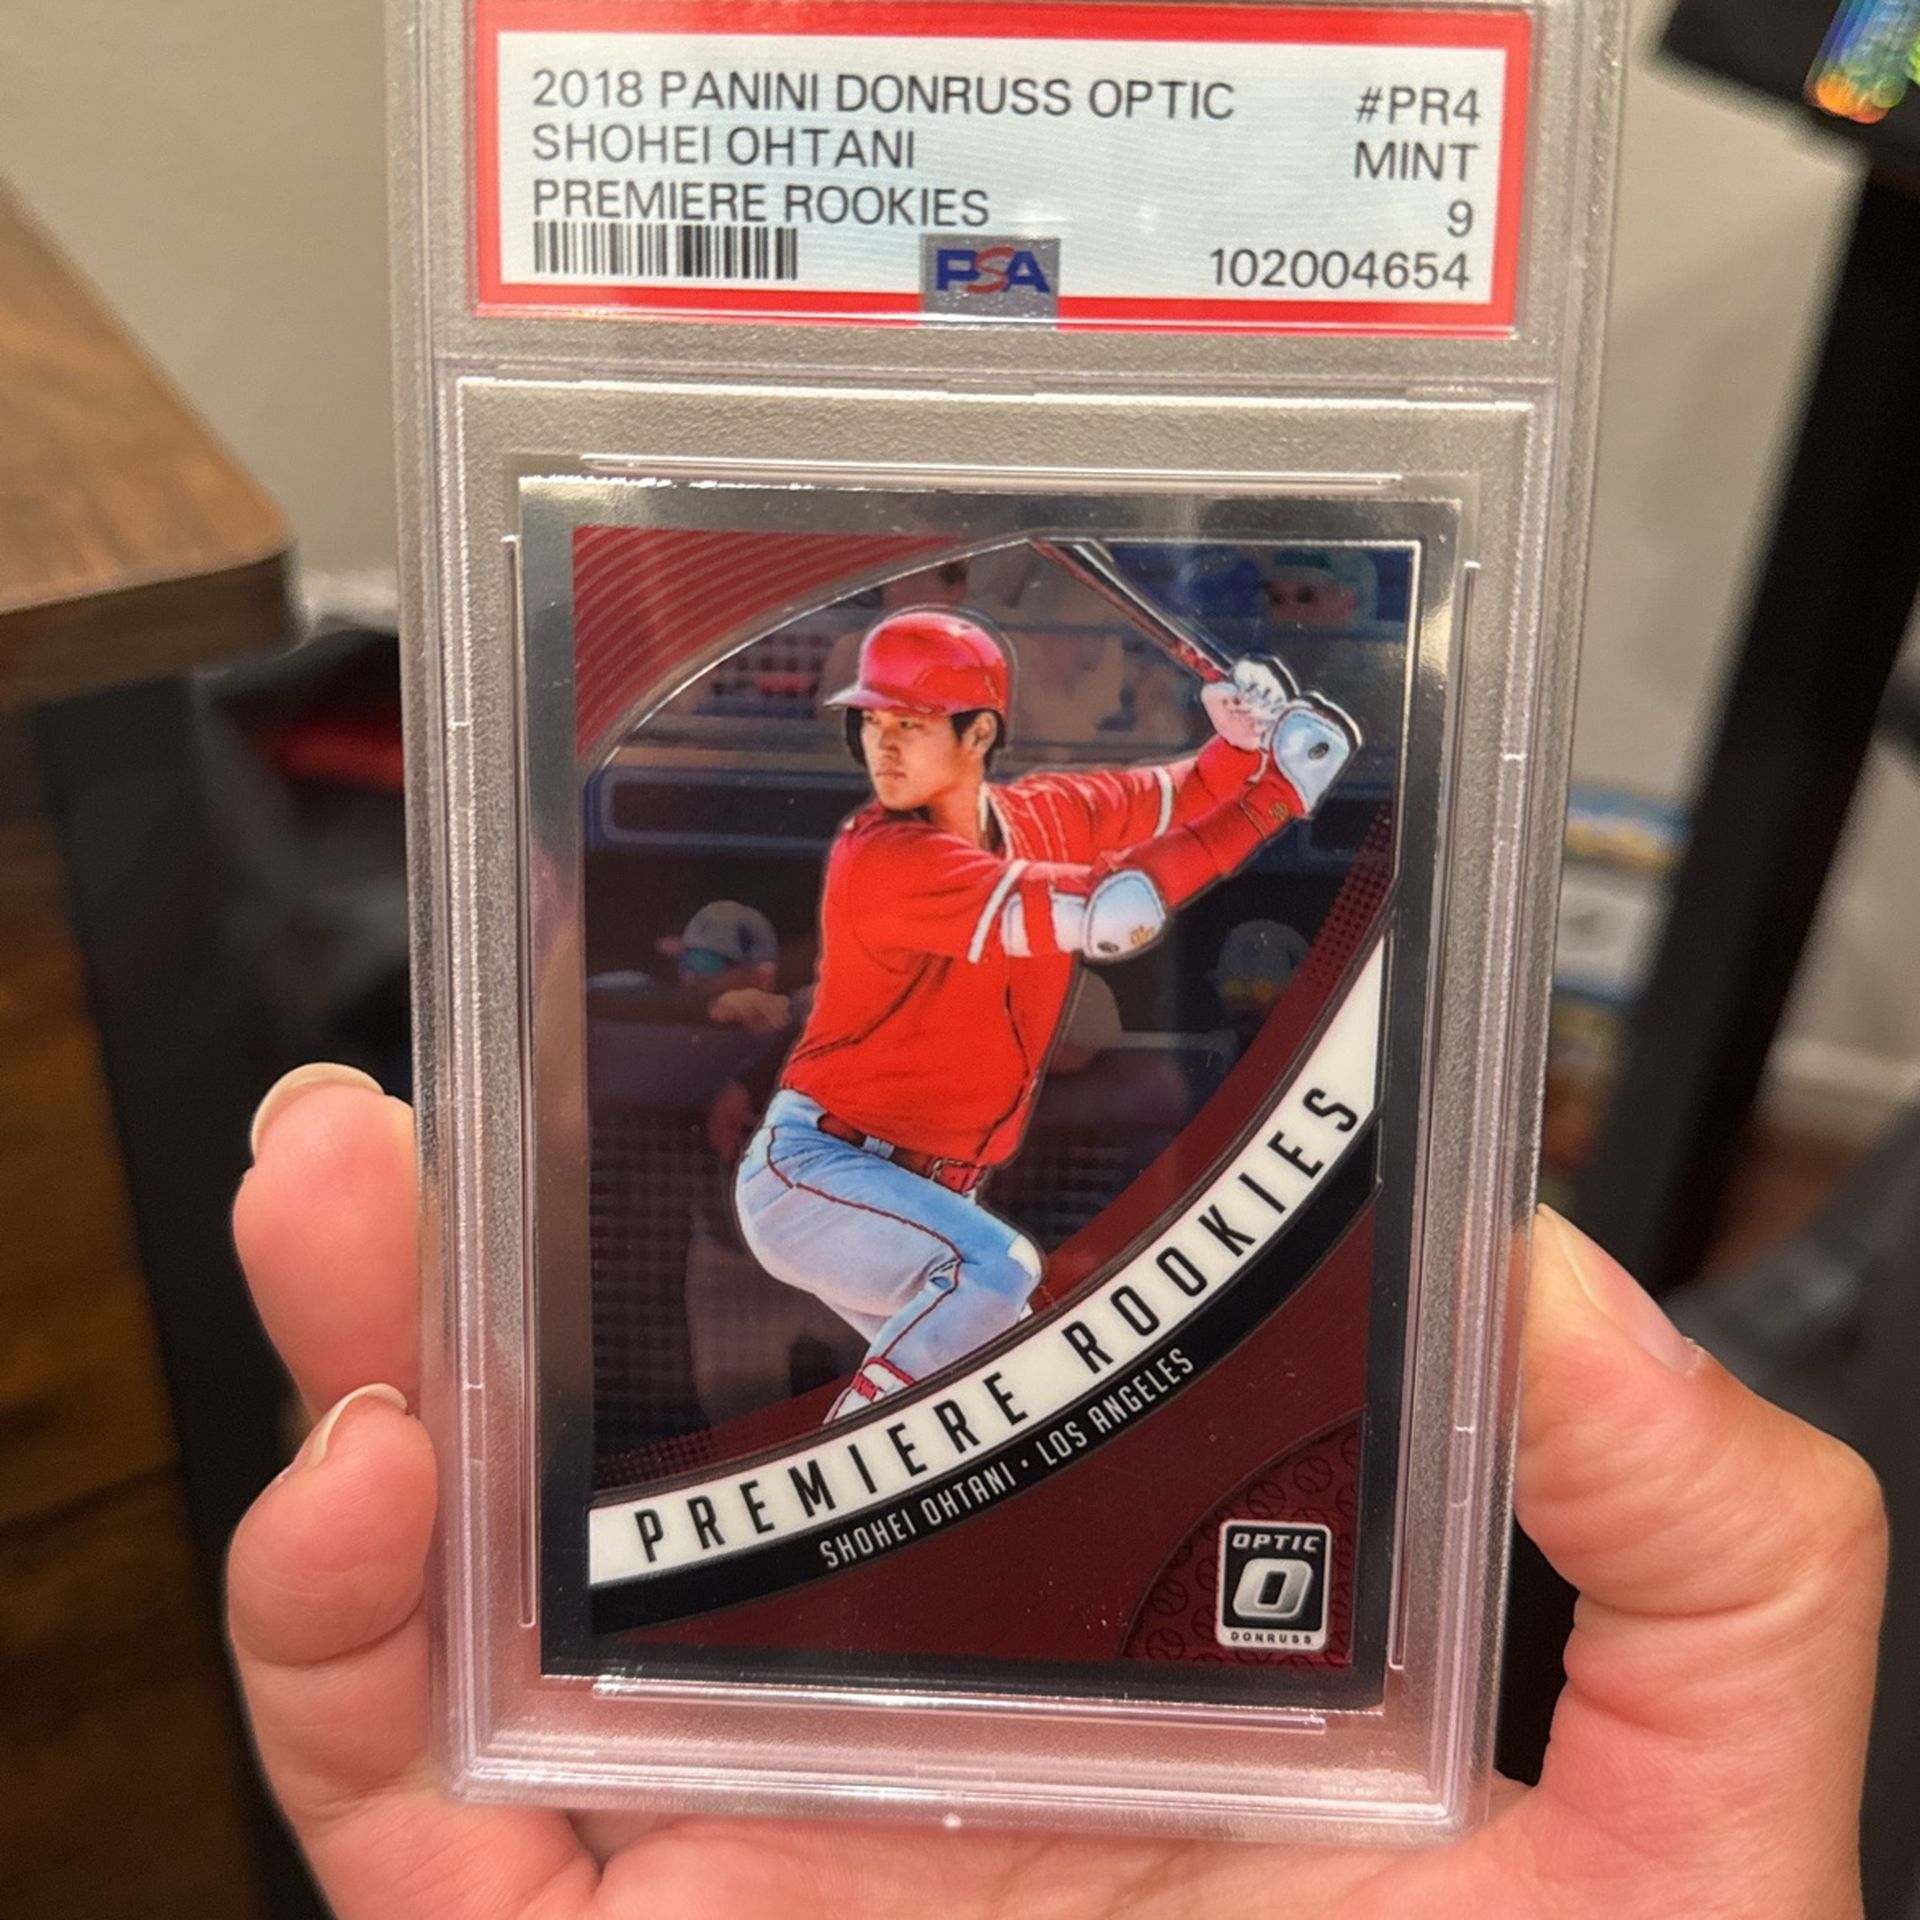 2018 PANINI DONRUSS OPTIC #PR4
SHOHEI OHTANI MINT
PREMIERE ROOKIES 9
PSA 102004654
PREMIERE ROOKIES
SHOHEI OHTANI · LOS ANGELES
OPTIC
O
DONRUSS